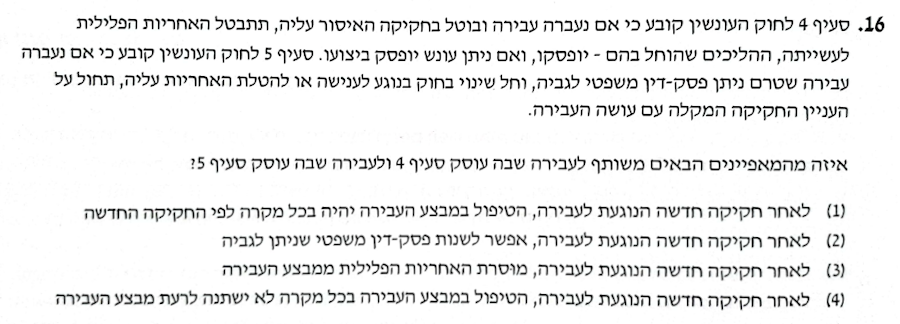 16. סעיף 4 לחוק העונשין קובע כי אם נעברה עבירה ובוטל בחקיקה האיסור עליה, תתבטל האחריות הפלילית
לעשייתה, ההליכים שהוחל בהם - יופסקו, ואם ניתן עונש יופסק ביצועו. סעיף 5 לחוק העונשין קובע כי אם נעברה
עבירה שטרם ניתן פסק-דין משפטי לגביה, וחל שינוי בחוק בנוגע לענישה או להטלת האחריות עליה, תחול על
העניין החקיקה המקלה עם עושה העבירה.
איזה מהמאפיינים הבאים משותף לעבירה שבה עוסק סעיף 4 ולעבירה שבה עוסק סעיף 5?
(1) לאחר חקיקה חדשה הנוגעת לעבירה, הטיפול במבצע העבירה יהיה בכל מקרה לפי החקיקה החדשה
(2) לאחר חקיקה חדשה הנוגעת לעבירה, אפשר לשנות פסק-דין משפטי שניתן לגביה
(3) לאחר חקיקה חדשה הנוגעת לעבירה, מוּסרת האחריות הפלילית ממבצע העבירה
(4) לאחר חקיקה חדשה הנוגעת לעבירה, הטיפול במבצע העבירה בכל מקרה לא ישתנה לרעת מבצע העבירה